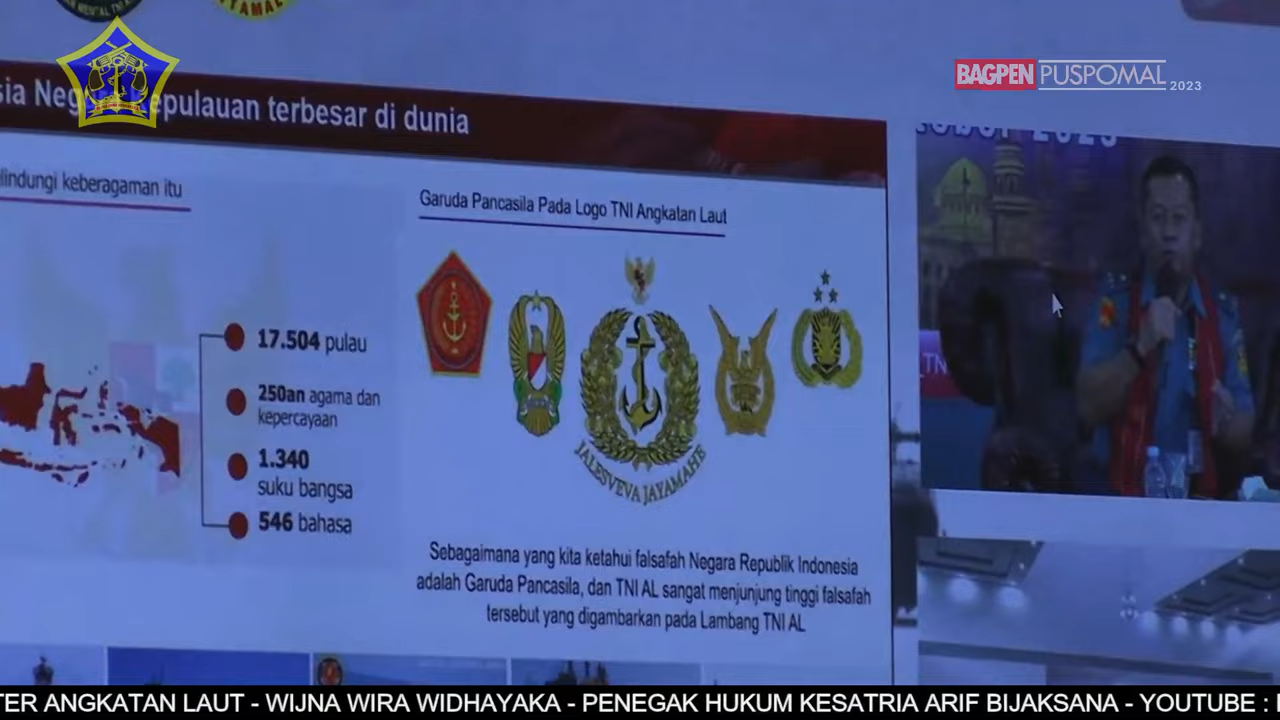 BAGPEN PUSPOMAL 2023
epulauan terbesar di dunia
lindungi keberagaman itu
Garuda Pancasila Pada Logo TNI Angkatan Laut
17.504 pulau
250an agama dan
kepercayaan
1.340
suku bangsa
546 bahasa
JALESVEVA JAYAMAHE
Sebagaimana yang kita ketahui falsafah Negara Republik Indonesia
adalah Garuda Pancasila, dan TNI AL sangat menjunjung tinggi falsafah
tersebut yang digambarkan pada Lambang TNI AL
TER ANGKATAN LAUT - WIJNA WIRA WIDHAYAKA - PENEGAK HUKUM KESATRIA ARIF BIJAKSANA - YOUTUBE :